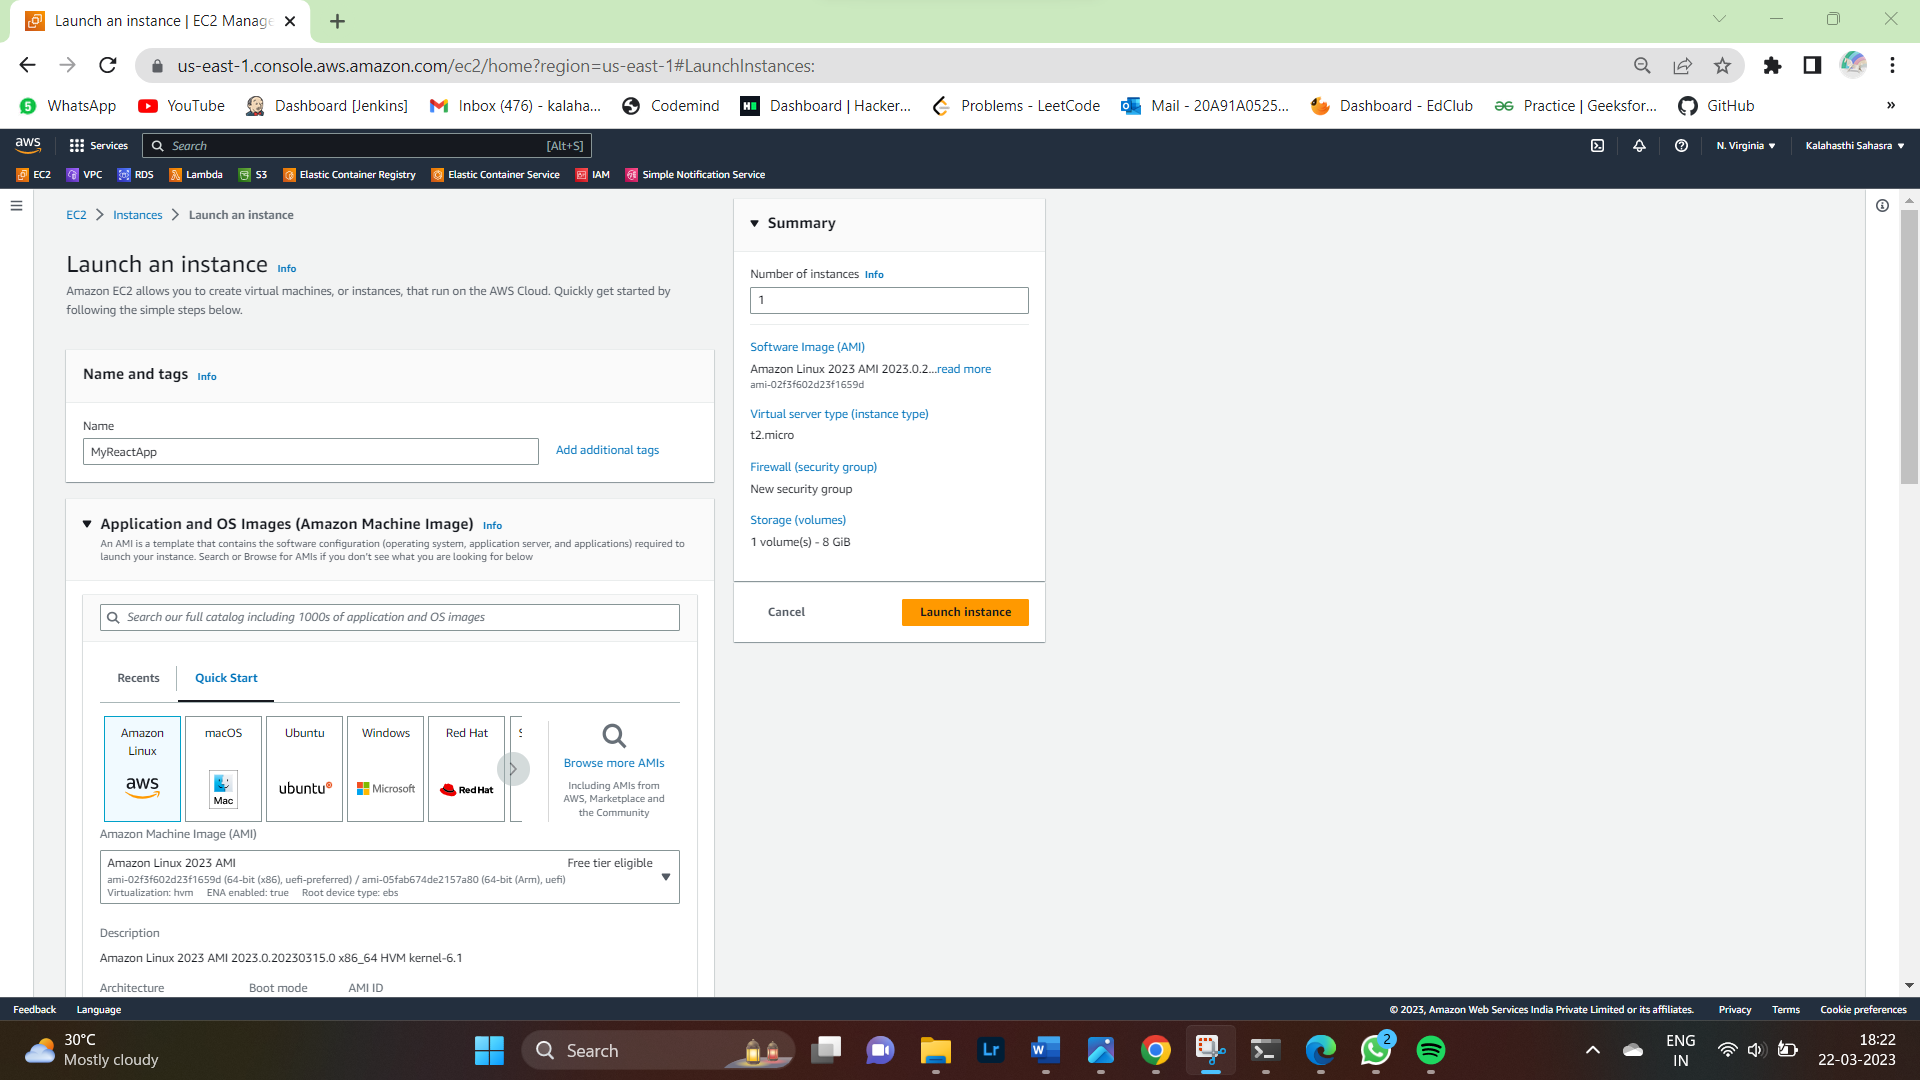 Launch an instance | EC2 Manage
us-east-1.console.aws.amazon.com/ec2/home?region=us-east-1#LaunchInstances:
WhatsApp YouTube Dashboard [Jenkins] Inbox (476) - kalaha... Codemind Dashboard | Hacker... Problems - LeetCode Mail - 20A91A0525... Dashboard - EdClub Practice | Geeksfor... GitHub »
aws Services Search [Alt+S] N. Virginia Kalahasthi Sahasra
EC2 VPC RDS Lambda S3 Elastic Container Registry Elastic Container Service IAM Simple Notification Service
EC2 Instances Launch an instance
Launch an instance Info
Amazon EC2 allows you to create virtual machines, or instances, that run on the AWS Cloud. Quickly get started by
following the simple steps below.
Name and tags Info
Name
MyReactApp
Add additional tags
Application and OS Images (Amazon Machine Image) Info
An AMI is a template that contains the software configuration (operating system, application server, and applications) required to
launch your instance. Search or Browse for AMIs if you don't see what you are looking for below
Search our full catalog including 1000s of application and OS images
Recents Quick Start
Amazon
Linux
aws
macOS
Mac
Ubuntu
ubuntu
Windows
Microsoft
Red Hat
Red Hat
Browse more AMIs
Including AMIs from
AWS, Marketplace and
the Community
Amazon Machine Image (AMI)
Amazon Linux 2023 AMI Free tier eligible
ami-02f3f602d23f1659d (64-bit (x86), uefi-preferred) / ami-05fab674de2157a80 (64-bit (Arm), uefi)
Virtualization: hvm ENA enabled: true Root device type: ebs
Description
Amazon Linux 2023 AMI 2023.0.20230315.0 x86_64 HVM kernel-6.1
Architecture Boot mode AMI ID
Summary
Number of instances Info
1
Software Image (AMI)
Amazon Linux 2023 AMI 2023.0.2...read more
ami-02f3f602d23f1659d
Virtual server type (instance type)
t2.micro
Firewall (security group)
New security group
Storage (volumes)
1 volume(s) - 8 GiB
Cancel Launch instance
Feedback Language © 2023, Amazon Web Services India Private Limited or its affiliates. Privacy Terms Cookie preferences
30°C
Mostly cloudy
Search
Lr
2
ENG
IN
18:22
22-03-2023